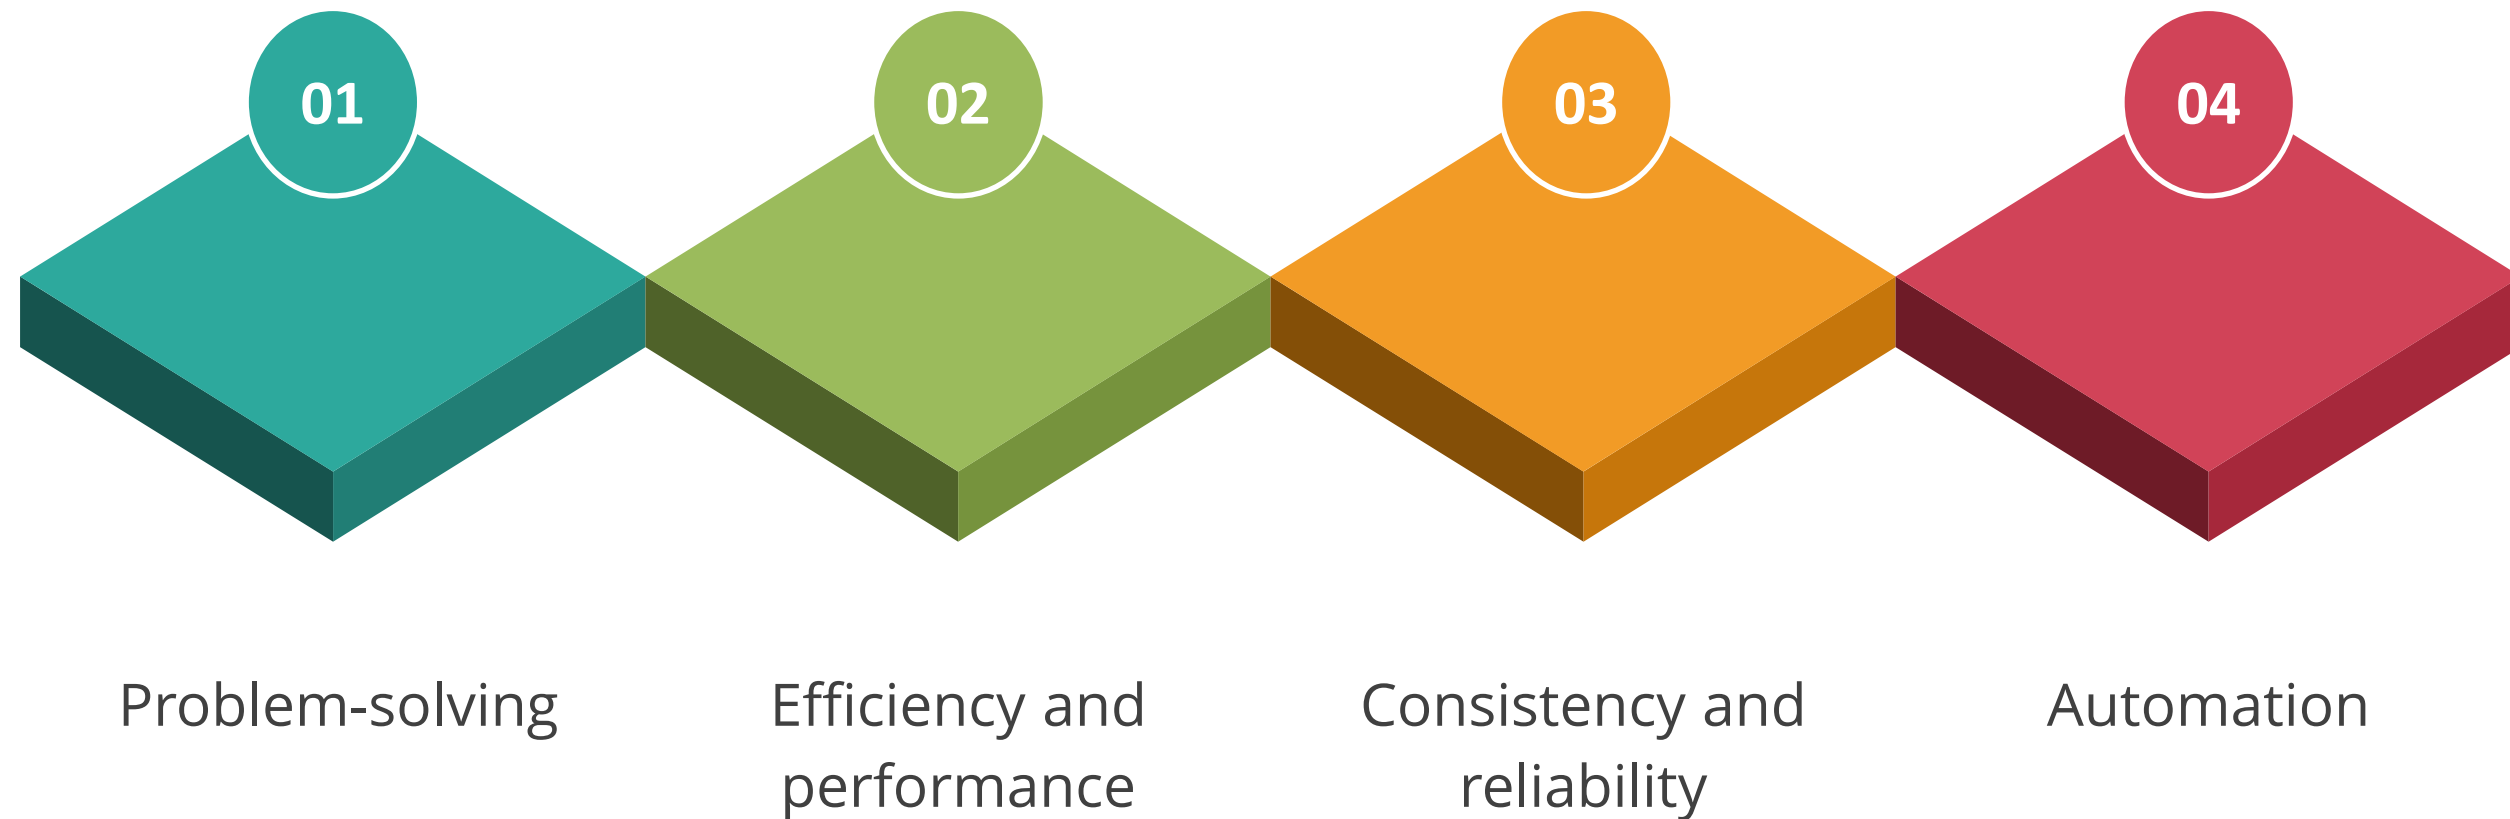 01
02
03
04
Problem-solving
Efficiency and
performance
Consistency and
reliability
Automation